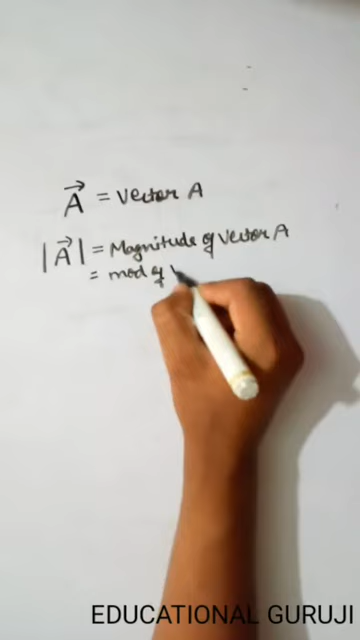 A⃗ = Vector A
|A⃗| = Magnitude of Vector A
= mod of
EDUCATIONAL GURUJI